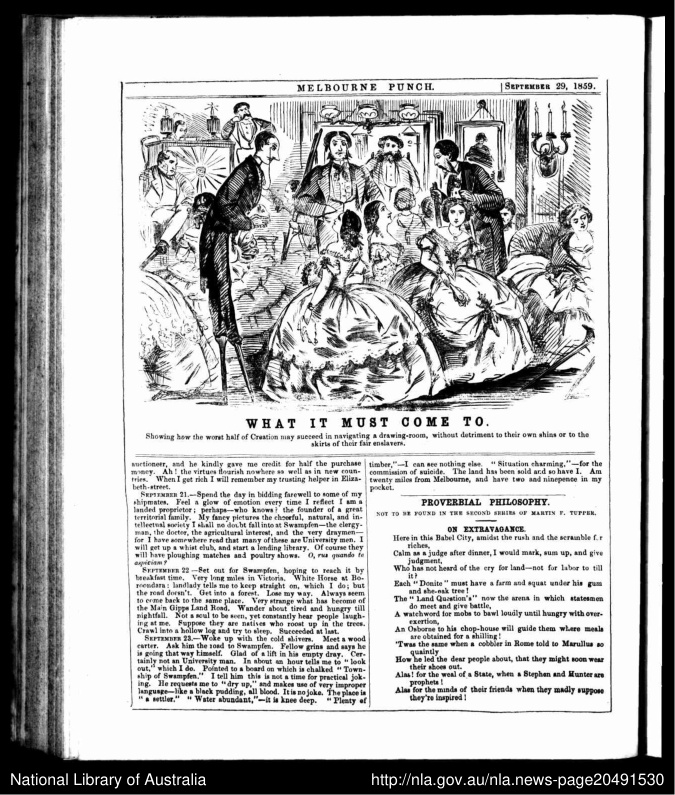 MELBOURNE PUNCH.
[SEPTEMBER 29, 1859.
WHAT IT MUST COME TO.
Showing how the worst half of Creation may succeed in navigating a drawing-room, without detriment to their own shins or to the
skirts of their fair enslavers.
auctioneer, and he kindly gave me credit for half the purchase
money. Ah! the virtues flourish nowhere so well as in new coun-
tries. When I get rich I will remember my trusting helper in Eliza-
beth-street.
SEPTEMBER 21.—Spend the day in bidding farewell to some of my
shipmates. Feel a glow of emotion every time I reflect I am a
landed proprietor; perhaps—who knows? the founder of a great
territorial family. My fancy pictures the cheerful, natural, and in-
tellectual society I shall no doubt fall into at Swampfen—the clergy-
man, the doctor, the agricultural interest, and the very draymen—
for I have somewhere read that many of these are University men. I
will get up a whist club, and start a lending library. Of course they
will have ploughing matches and poultry shows. O, rus quando te
aspiciam?
SEPTEMBER 22—Set out for Swampfen, hoping to reach it by
breakfast time. Very long miles in Victoria. White Horse at Bo-
roondara: landlady tells me to keep straight on, which I do; but
the road doesn't. Get into a forest. Lose my way. Always seem
to come back to the same place. Very strange what has become of
the Main Gipps Land Road. Wander about tired and hungry till
nightfall. Not a soul to be seen, yet constantly hear people laugh-
ing at me. Suppose they are natives who roost up in the trees.
Crawl into a hollow log and try to sleep. Succeeded at last.
SEPTEMBER 23.—Woke up with the cold shivers. Meet a wood
carter. Ask him the road to Swampfen. Fellow grins and says he
is going that way himself. Glad of a lift in his empty dray. Cer-
tainly not an University man. In about an hour tells me to "look
out," which I do. Pointed to a board on which is chalked "Town-
ship of Swampfen." I tell him this is not a time for practical jok-
ing. He requests me to "dry up," and makes use of very improper
language—like a black pudding, all blood. It is no joke. The place is
"a settler." "Water abundant,"—it is knee deep. "Plenty of
timber,"—I can see nothing else. "Situation charming,"—for the
commission of suicide. The land has been sold and so have I. Am
twenty miles from Melbourne, and have two and ninepence in my
pocket.
PROVERBIAL PHILOSOPHY.
NOT TO BE FOUND IN THE SECOND SERIES OF MARTIN F. TUPPER.
ON EXTRAVAGANCE.
Here in this Babel City, amidst the rush and the scramble f.r
riches,
Calm as a judge after dinner, I would mark, sum up, and give
judgment,
Who has not heard of the cry for land—not for labor to till
it?
Each "Donite" must have a farm and squat under his gum
and she-oak tree!
The "Land Question's" now the arena in which statesmen
do meet and give battle,
A watchword for mobs to bawl loudly until hungry with over-
exertion,
An Osborne to his chop-house will guide them where meals
are obtained for a shilling!
'Twas the same when a cobbler in Rome told to Marullus so
quaintly
How he led the dear people about, that they might soon wear
their shoes out.
Alas! for the weal of a State, when a Stephen and Hunter are
prophets!
Alas for the minds of their friends when they madly suppose
they're inspired!
National Library of Australia
http://nla.gov.au/nla.news-page20491530